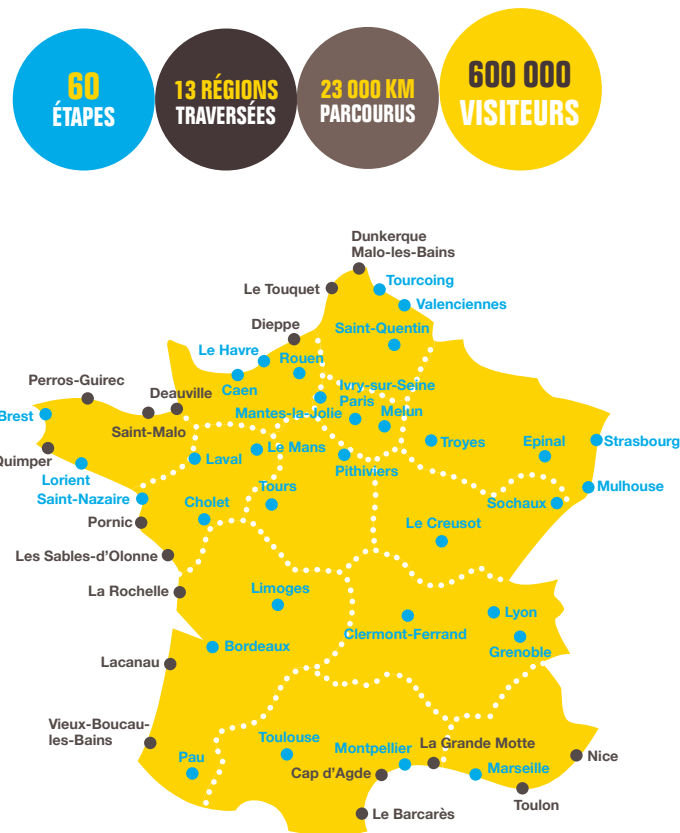 60
ÉTAPES
13 RÉGIONS
TRAVERSÉES
23 000 KM
PARCOURUS
600 000
VISITEURS
Dunkerque
Malo-les-Bains
Tourcoing
Le Touquet
Valenciennes
Dieppe
Saint-Quentin
Le Havre
Rouen
Perros-Guirec
Caen
Ivry-sur-Seine
Deauville
Paris
Brest
Mantes-la-Jolie
Melun
Saint-Malo
Troyes
Epinal
Strasbourg
Le Mans
Quimper
Laval
Pithiviers
Lorient
Tours
Mulhouse
Saint-Nazaire
Cholet
Sochaux
Pornic
Le Creusot
Les Sables-d'Olonne
La Rochelle
Limoges
Lyon
Clermont-Ferrand
Bordeaux
Grenoble
Lacanau
Vieux-Boucau-
les-Bains
Toulouse
La Grande Motte
Montpellier
Pau
Nice
Cap d'Agde
Marseille
Toulon
Le Barcarès